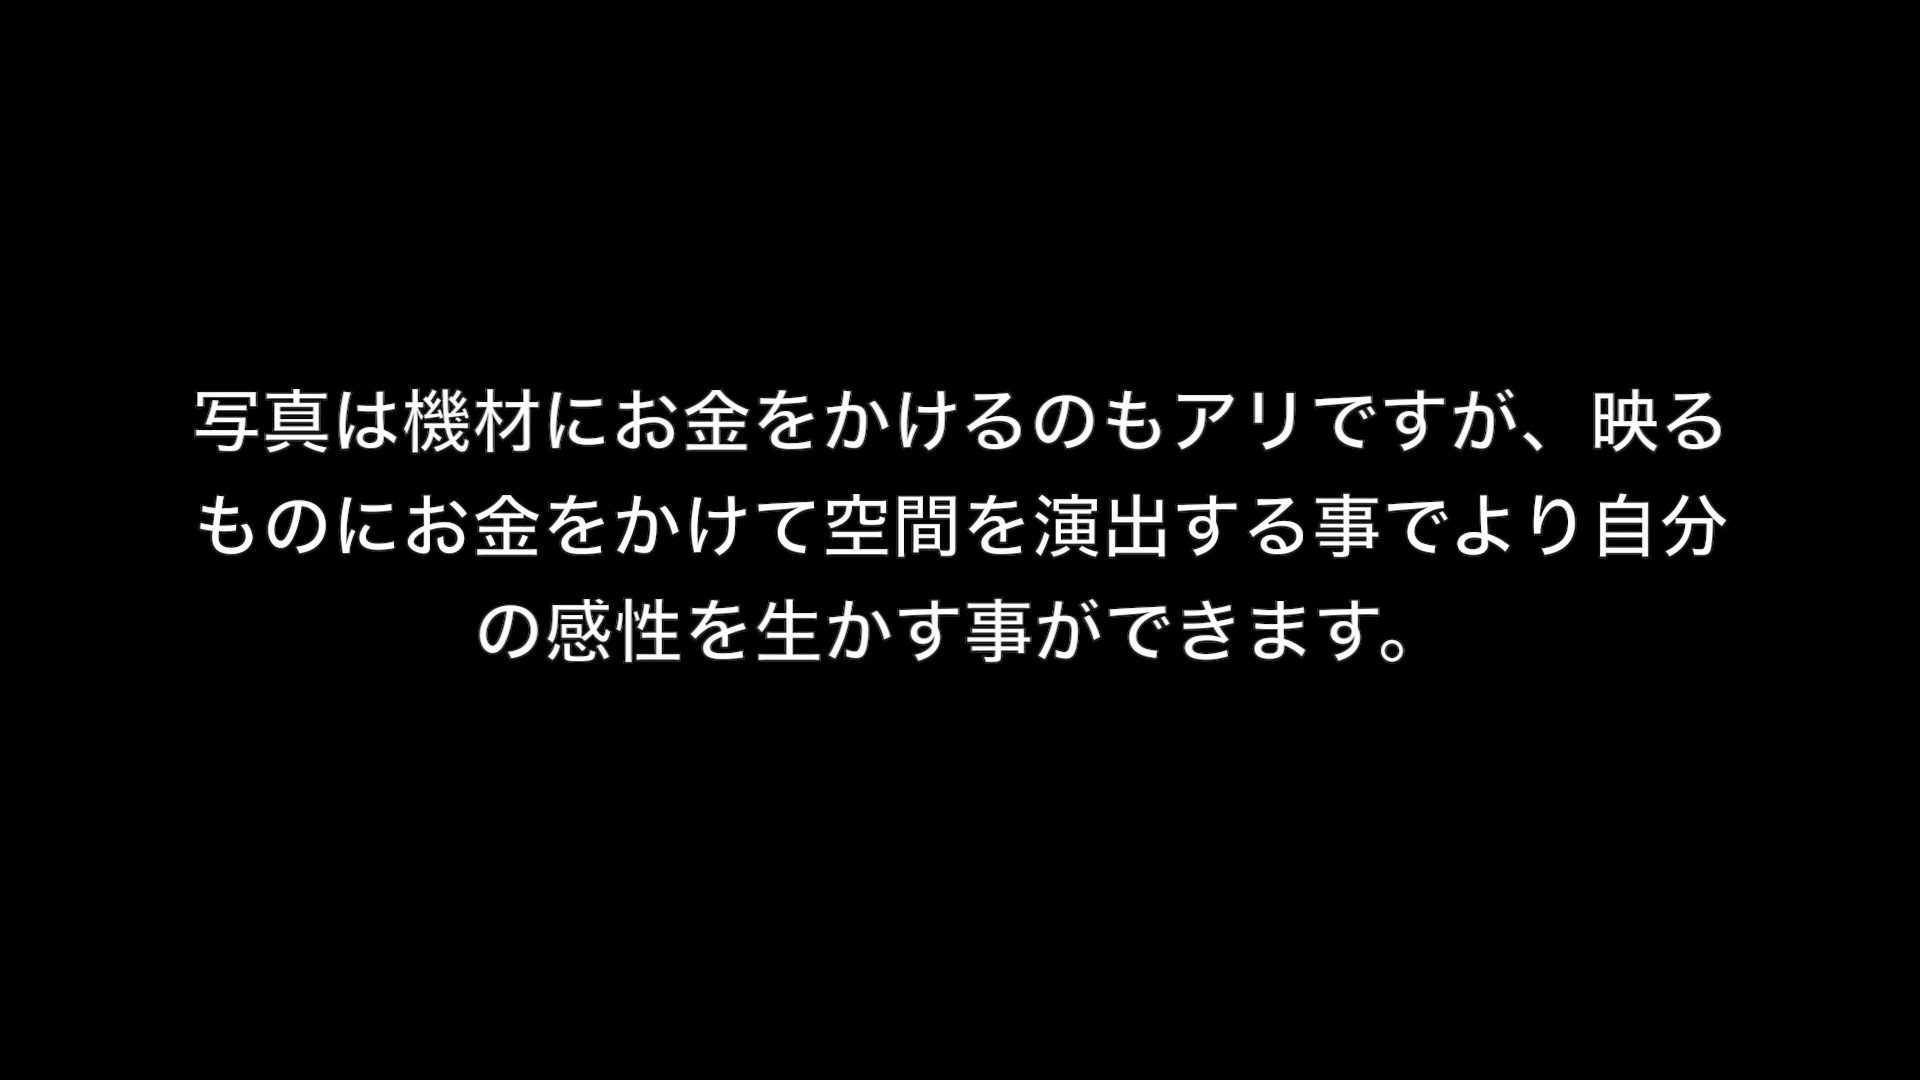 写真は機材にお金をかけるのもアリですが、映る
ものにお金をかけて空間を演出する事でより自分
の感性を生かす事ができます。